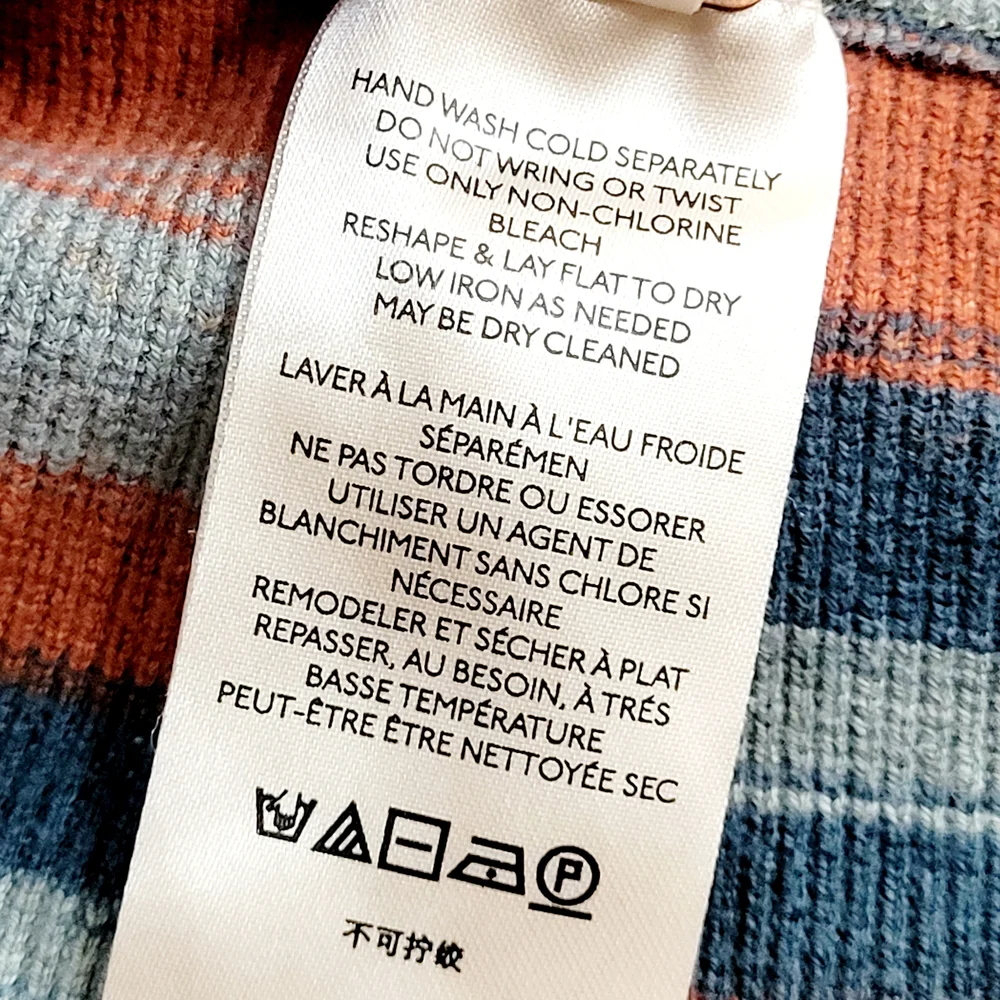 HAND WASH COLD SEPARATELY
DO NOT WRING OR TWIST
USE ONLY NON-CHLORINE
BLEACH
RESHAPE & LAY FLAT TO DRY
LOW IRON AS NEEDED
MAY BE DRY CLEANED
LAVER À LA MAIN À L'EAU FROIDE
SÉPARÉMEN
NE PAS TORDRE OU ESSORER
UTILISER UN AGENT DE
BLANCHIMENT SANS CHLORE SI
NÉCESSAIRE
REMODELER ET SÉCHER À PLAT
REPASSER, AU BESOIN, À TRÉS
BASSE TEMPÉRATURE
PEUT-ÊTRE ÊTRE NETTOYÉE SEC
P
不可拧绞